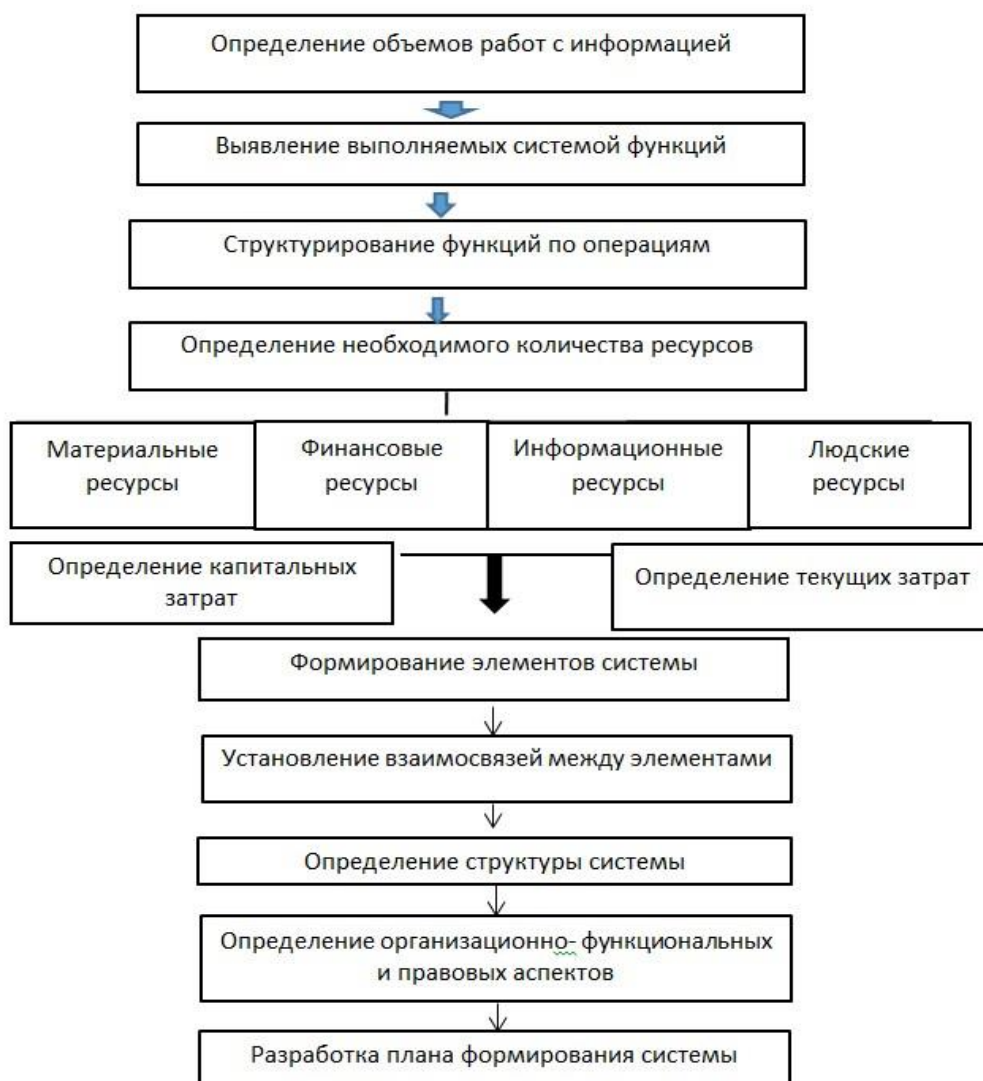 Определение объемов работ с информацией
Выявление выполняемых системой функций
Структурирование функций по операциям
Определение необходимого количества ресурсов
Материальные
ресурсы
Финансовые
ресурсы
Информационные
ресурсы
Людские
ресурсы
Определение капитальных
затрат
Определение текущих затрат
Формирование элементов системы
Установление взаимосвязей между элементами
Определение структуры системы
Определение организационно- функциональных
и правовых аспектов
Разработка плана формирования системы